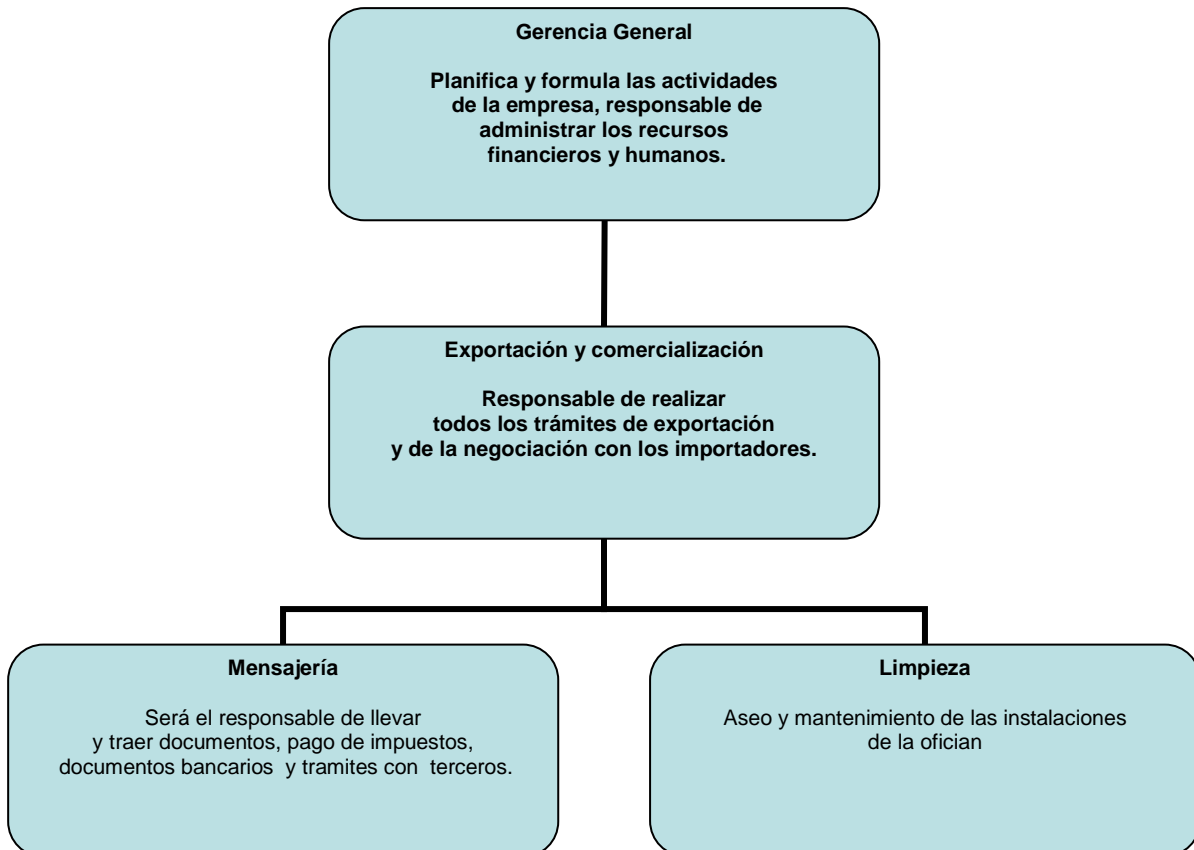 Gerencia General
Planifica y formula las actividades
de la empresa, responsable de
administrar los recursos
financieros y humanos.
Exportación y comercialización
Responsable de realizar
todos los trámites de exportación
y de la negociación con los importadores.
Mensajería
Será el responsable de llevar
y traer documentos, pago de impuestos,
documentos bancarios y tramites con terceros.
Limpieza
Aseo y mantenimiento de las instalaciones
de la ofician